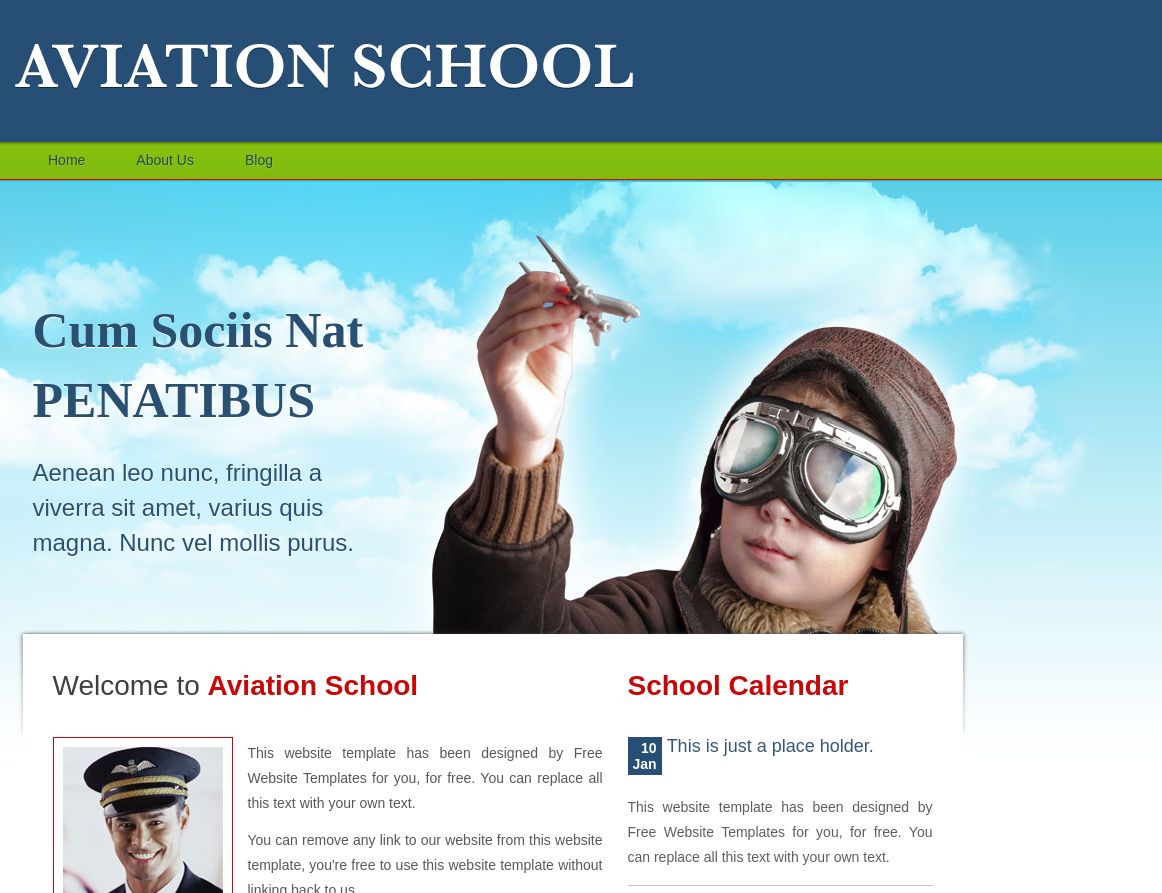 AVIATION SCHOOL
Home
About Us
Blog
Cum Sociis Nat
PENATIBUS
Aenean leo nunc, fringilla a
viverra sit amet, varius quis
magna. Nunc vel mollis purus.
Welcome to Aviation School
This website template has been designed by Free
Website Templates for you, for free. You can replace all
this text with your own text.
You can remove any link to our website from this website
template, you're free to use this website template without
linking back to us.
School Calendar
10
Jan
This is just a place holder.
This website template has been designed by
Free Website Templates for you, for free. You
can replace all this text with your own text.